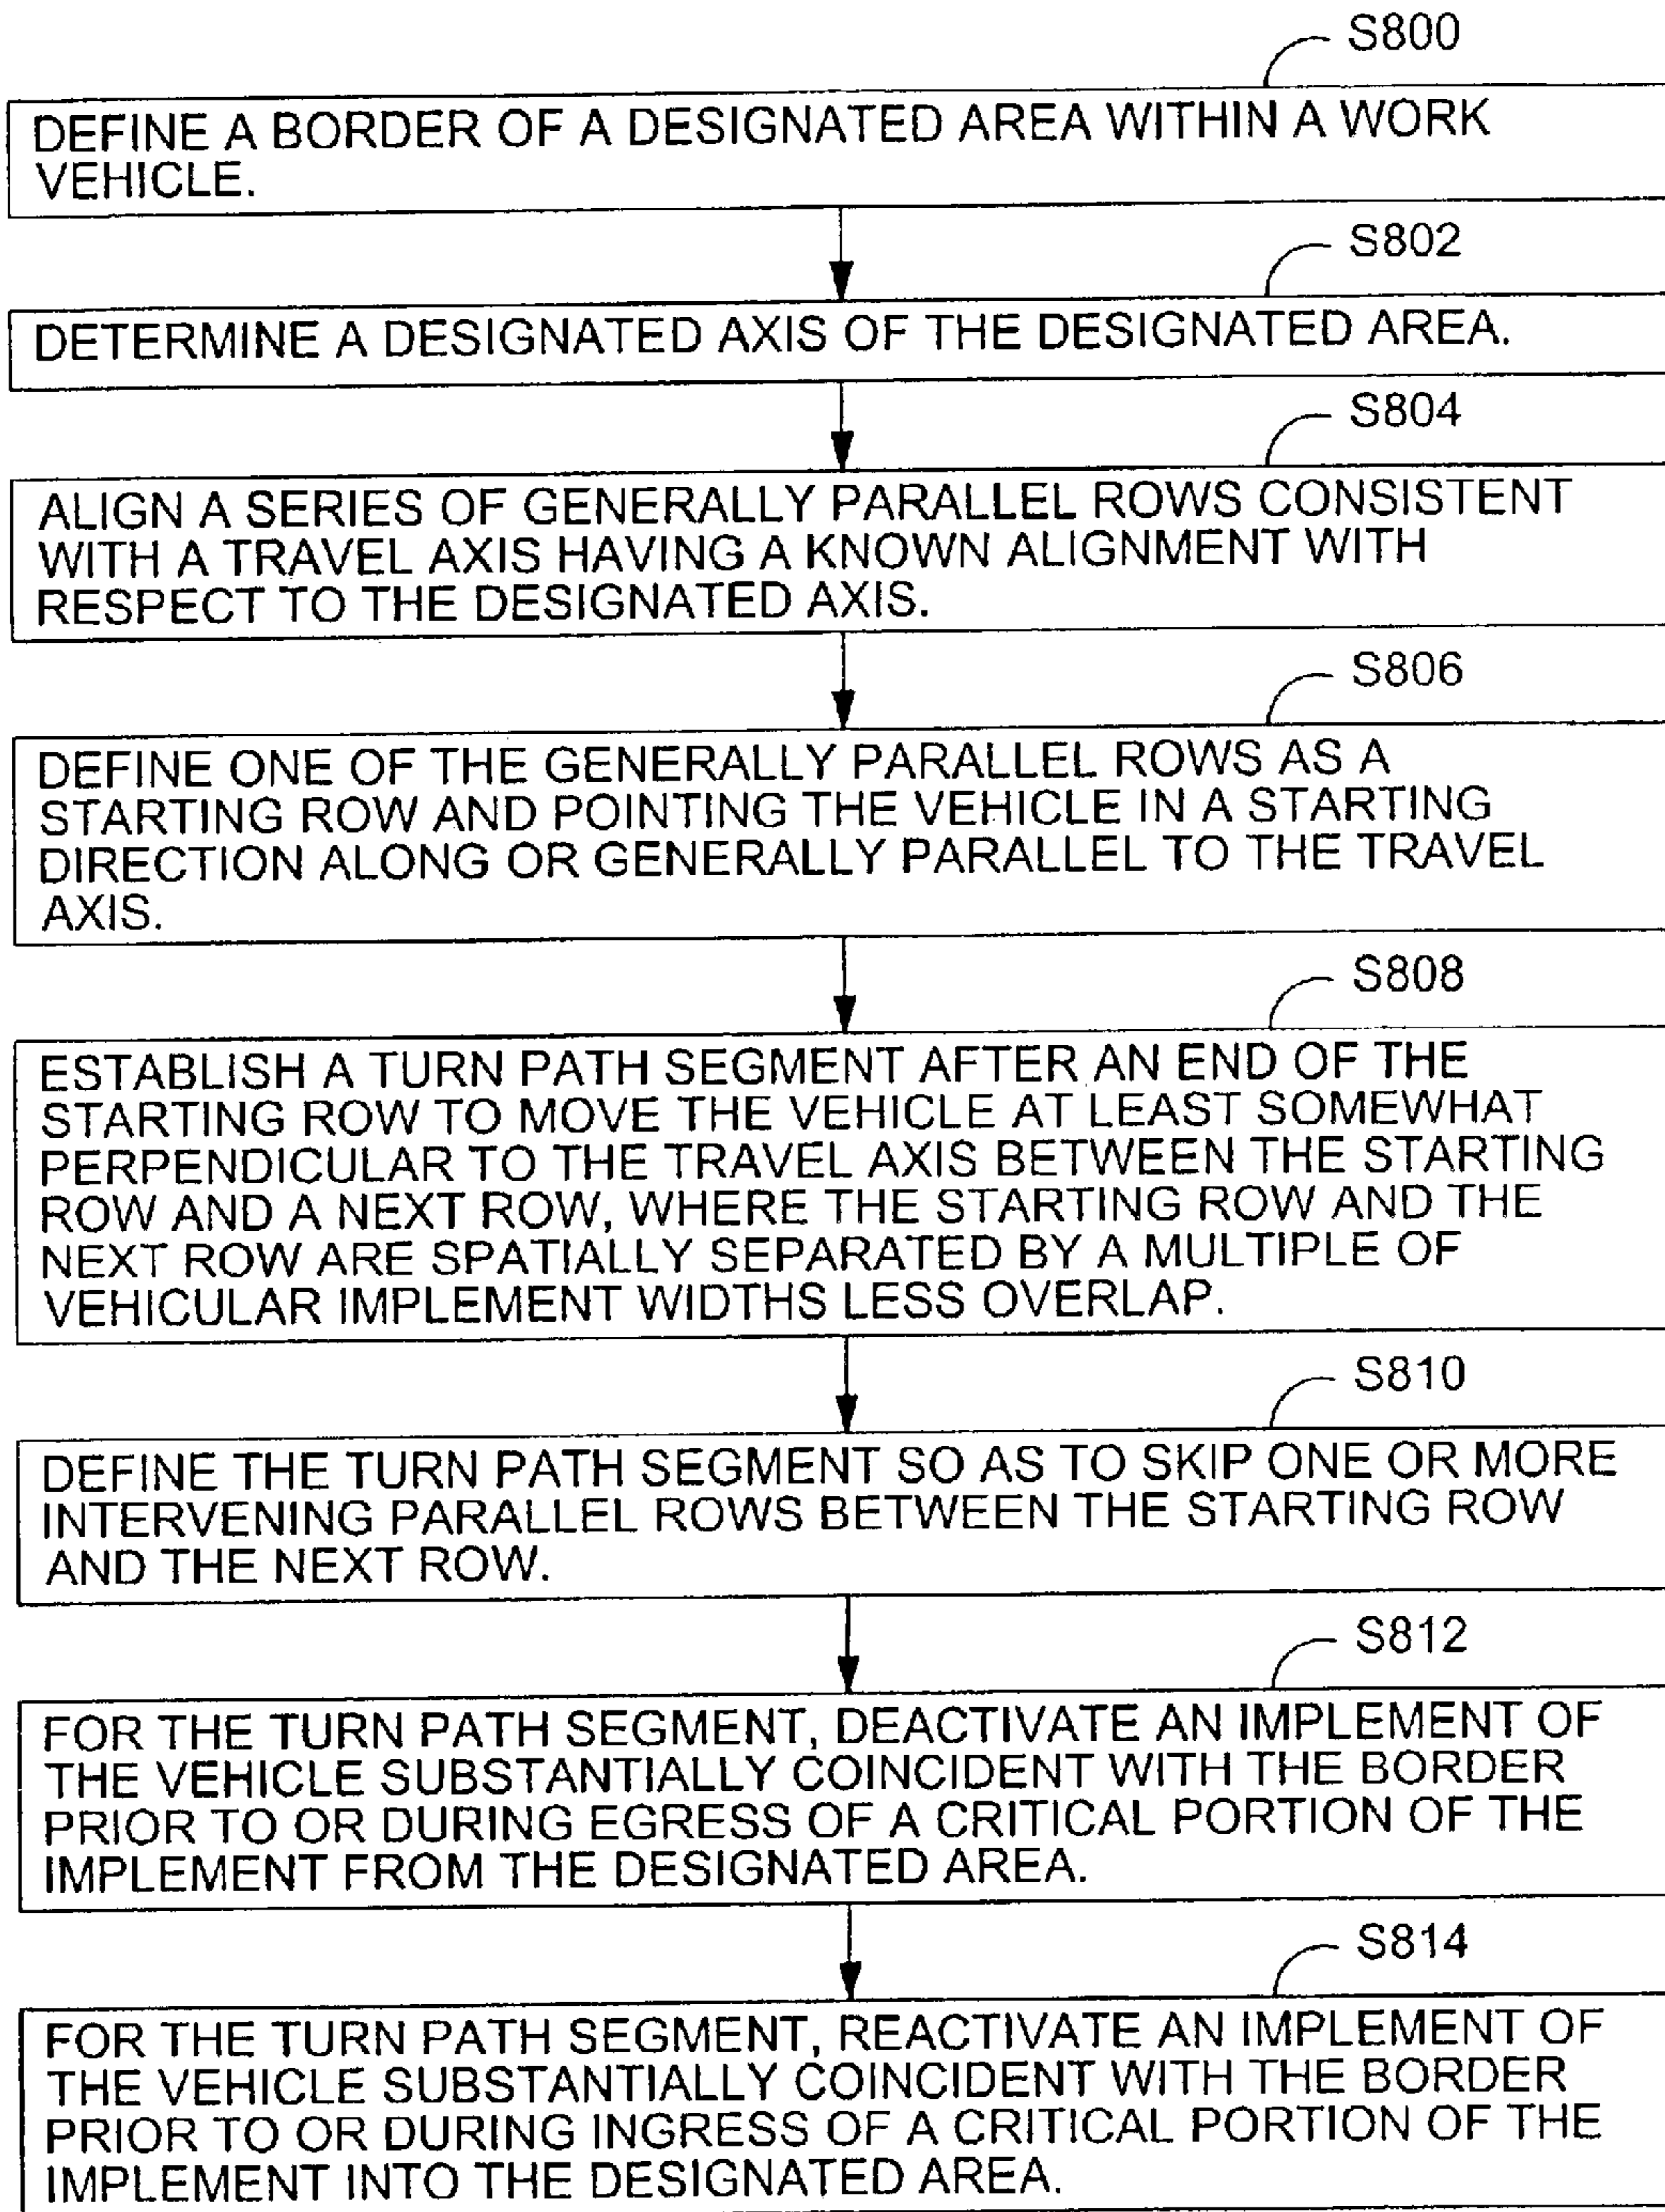 S800
DEFINE A BORDER OF A DESIGNATED AREA WITHIN A WORK
VEHICLE.
S802
DETERMINE A DESIGNATED AXIS OF THE DESIGNATED AREA.
S804
ALIGN A SERIES OF GENERALLY PARALLEL ROWS CONSISTENT
WITH A TRAVEL AXIS HAVING A KNOWN ALIGNMENT WITH
RESPECT TO THE DESIGNATED AXIS.
S806
DEFINE ONE OF THE GENERALLY PARALLEL ROWS AS A
STARTING ROW AND POINTING THE VEHICLE IN A STARTING
DIRECTION ALONG OR GENERALLY PARALLEL TO THE TRAVEL
AXIS.
S808
ESTABLISH A TURN PATH SEGMENT AFTER AN END OF THE
STARTING ROW TO MOVE THE VEHICLE AT LEAST SOMEWHAT
PERPENDICULAR TO THE TRAVEL AXIS BETWEEN THE STARTING
ROW AND A NEXT ROW, WHERE THE STARTING ROW AND THE
NEXT ROW ARE SPATIALLY SEPARATED BY A MULTIPLE OF
VEHICULAR IMPLEMENT WIDTHS LESS OVERLAP.
S810
DEFINE THE TURN PATH SEGMENT SO AS TO SKIP ONE OR MORE
INTERVENING PARALLEL ROWS BETWEEN THE STARTING ROW
AND THE NEXT ROW.
S812
FOR THE TURN PATH SEGMENT, DEACTIVATE AN IMPLEMENT OF
THE VEHICLE SUBSTANTIALLY COINCIDENT WITH THE BORDER
PRIOR TO OR DURING EGRESS OF A CRITICAL PORTION OF THE
IMPLEMENT FROM THE DESIGNATED AREA.
S814
FOR THE TURN PATH SEGMENT, REACTIVATE AN IMPLEMENT OF
THE VEHICLE SUBSTANTIALLY COINCIDENT WITH THE BORDER
PRIOR TO OR DURING INGRESS OF A CRITICAL PORTION OF THE
IMPLEMENT INTO THE DESIGNATED AREA.